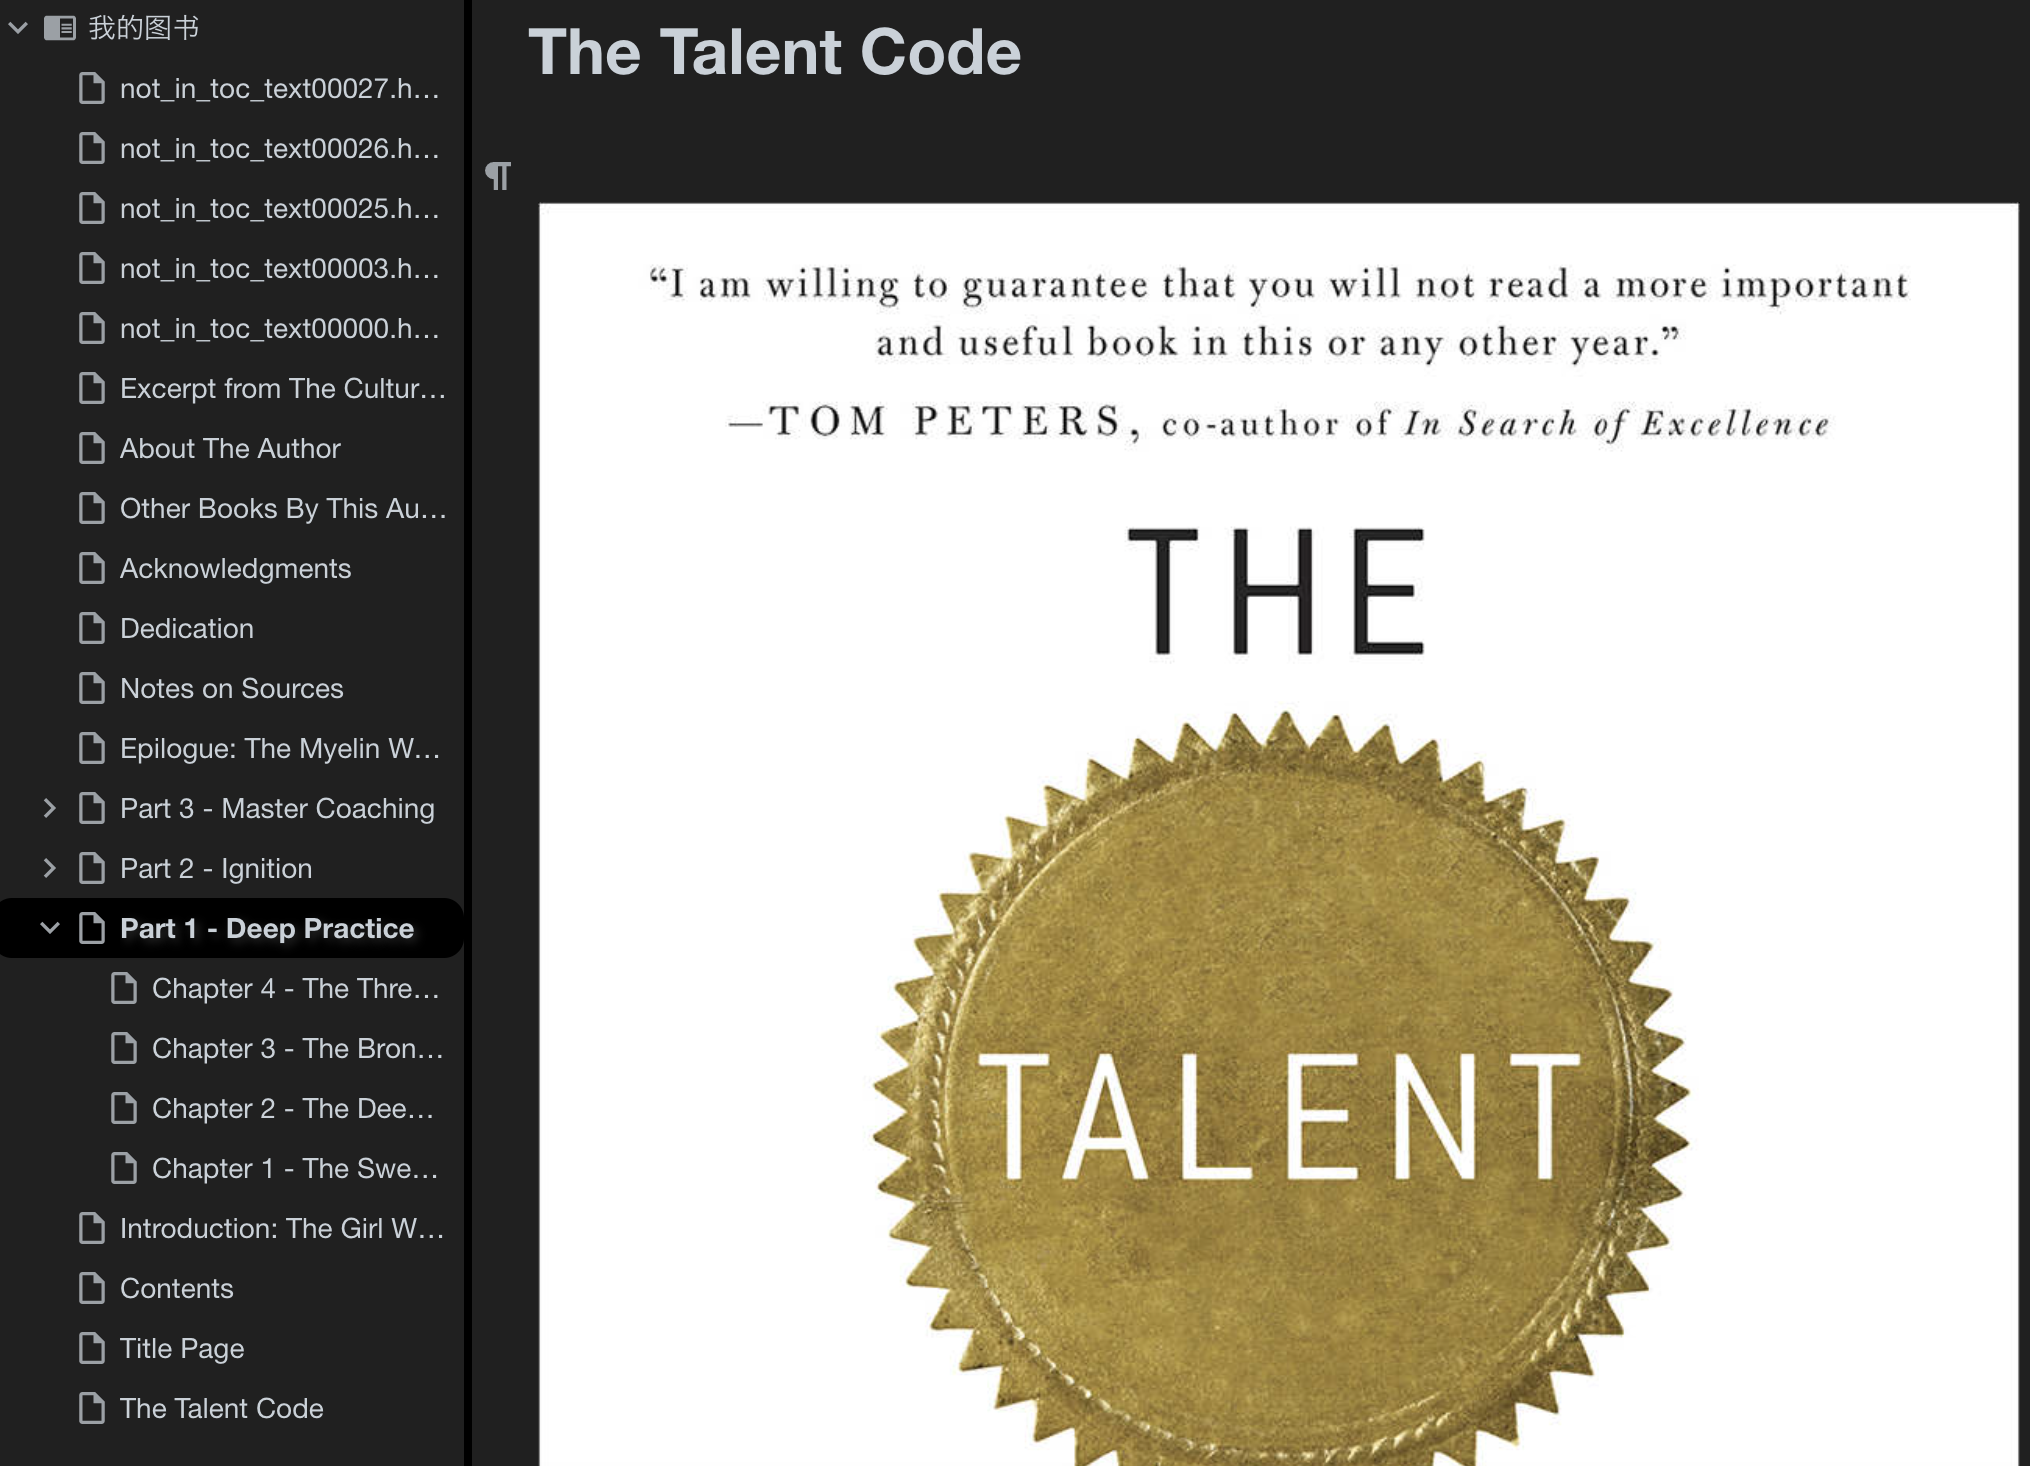 我的图书
not_in_toc_text00027.h...
not_in_toc_text00026.h...
not_in_toc_text00025.h...
not_in_toc_text00003.h...
not_in_toc_text00000.h...
Excerpt from The Cultur...
About The Author
Other Books By This Au...
Acknowledgments
Dedication
Notes on Sources
Epilogue: The Myelin W...
Part 3 - Master Coaching
Part 2 - Ignition
Part 1 - Deep Practice
Chapter 4 - The Thre...
Chapter 3 - The Bron...
Chapter 2 - The Dee...
Chapter 1 - The Swe...
Introduction: The Girl W...
Contents
Title Page
The Talent Code
The Talent Code
¶
“I am willing to guarantee that you will not read a more important
and useful book in this or any other year.”
—TOM PETERS, co-author of In Search of Excellence
THE
TALENT